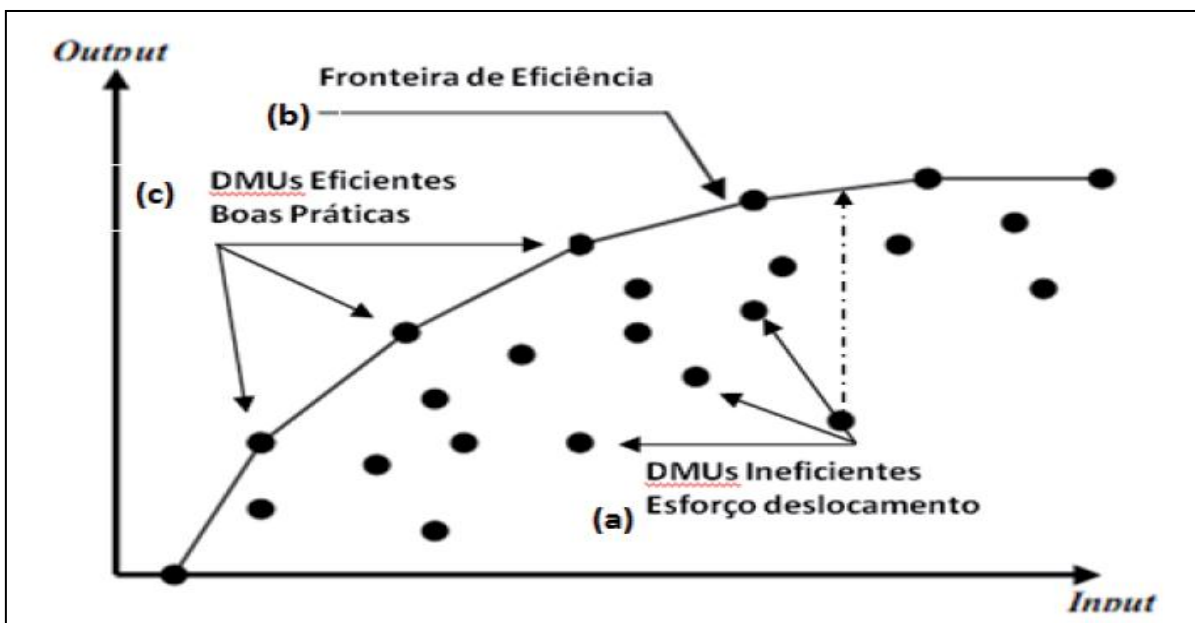 Output
Fronteira de Eficiência
(b)
(c)
DMUs Eficientes
Boas Práticas
DMUs Ineficientes
Esforço deslocamento
(a)
Input